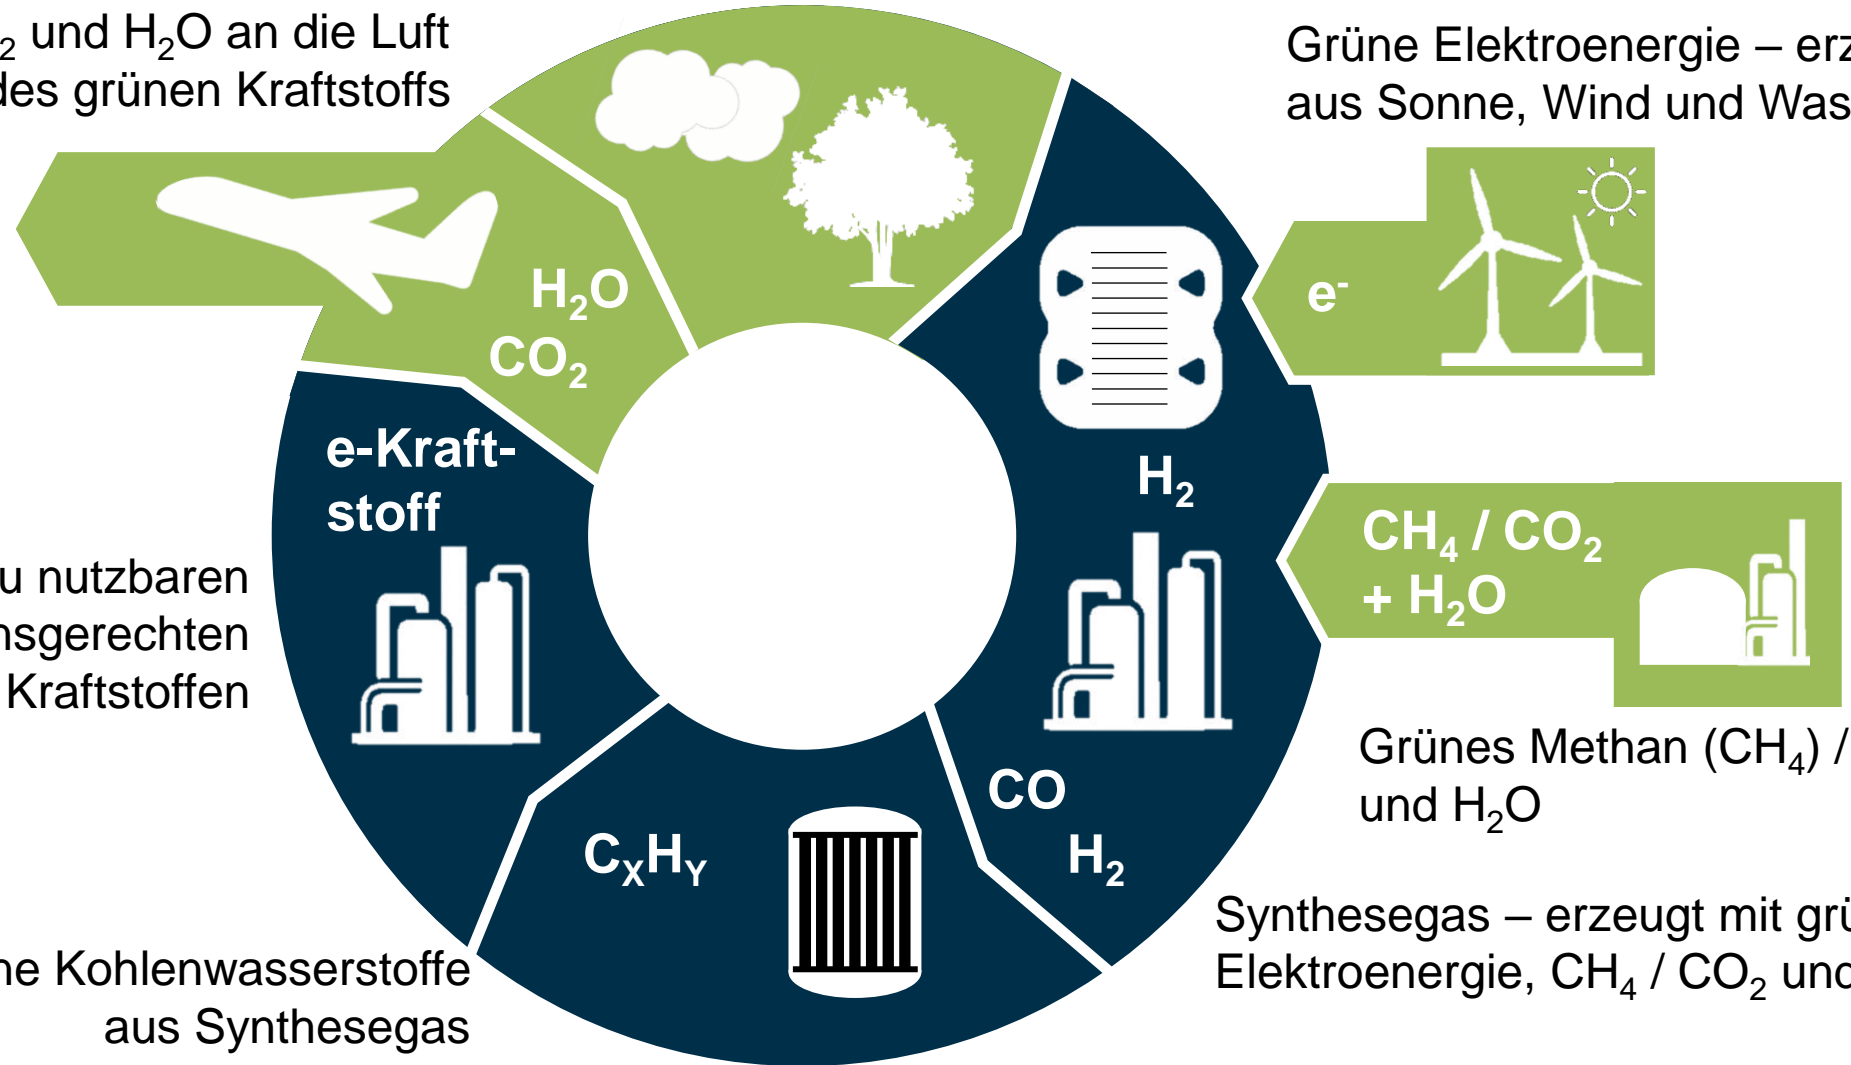 und H₂O an die Luft
des grünen Kraftstoffs
Grüne Elektroenergie –
aus Sonne, Wind und
H₂O
CO₂
e⁻
e-Kraft-
stoff
H₂
CH₄ / CO₂
+ H₂O
nutzbaren
Kraftstoffen
Grünes Methan (CH₄) /
und H₂O
CO
H₂
CₓHᵧ
Synthesegas – erzeugt mit
Elektroenergie, CH₄ / CO₂
Kohlenwasserstoffe
aus Synthesegas